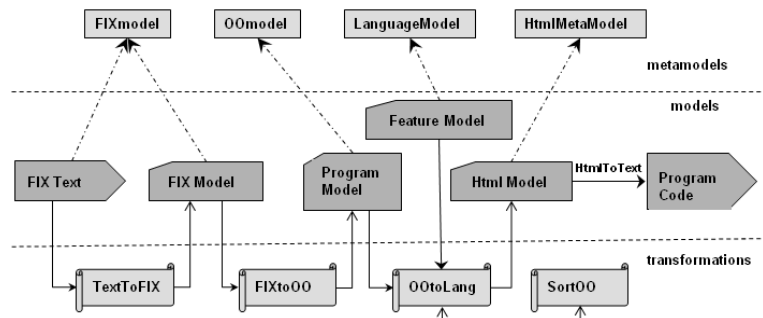 FIXmodel
OOmodel
LanguageModel
HtmlMetaModel
metamodels
models
Feature Model
FIX Text
FIX Model
Program
Model
Html Model
HtmlToText
Program
Code
transformations
TextToFIX
FIXtoOO
OOtoLang
SortOO